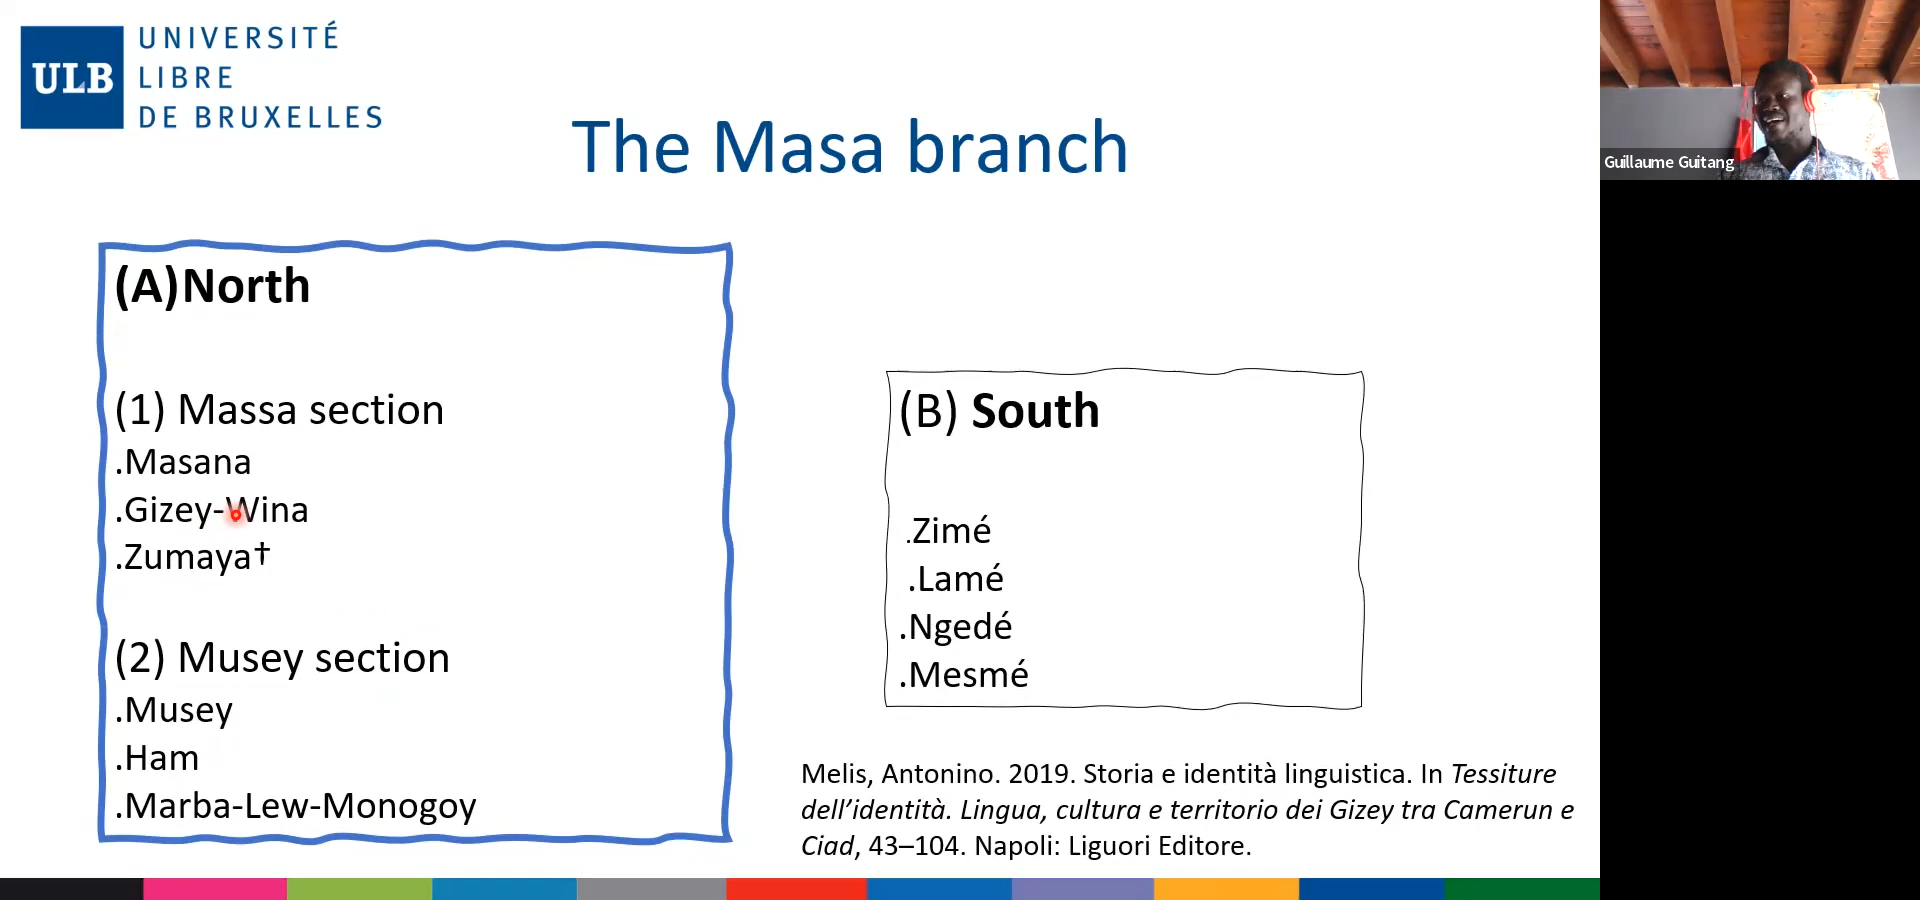 ULB
UNIVERSITÉ
LIBRE
DE BRUXELLES
The Masa branch
(A)North
(1) Massa section
.Masana
.Gizey-Wina
.Zumaya†
(2) Musey section
.Musey
.Ham
.Marba-Lew-Monogoy
(B) South
.Zimé
.Lamé
.Ngedé
.Mesmé
Melis, Antonino. 2019. Storia e identità linguistica. In Tessiture
dell’identità. Lingua, cultura e territorio dei Gizey tra Camerun e
Ciad, 43–104. Napoli: Liguori Editore.
Guillaume Guitang